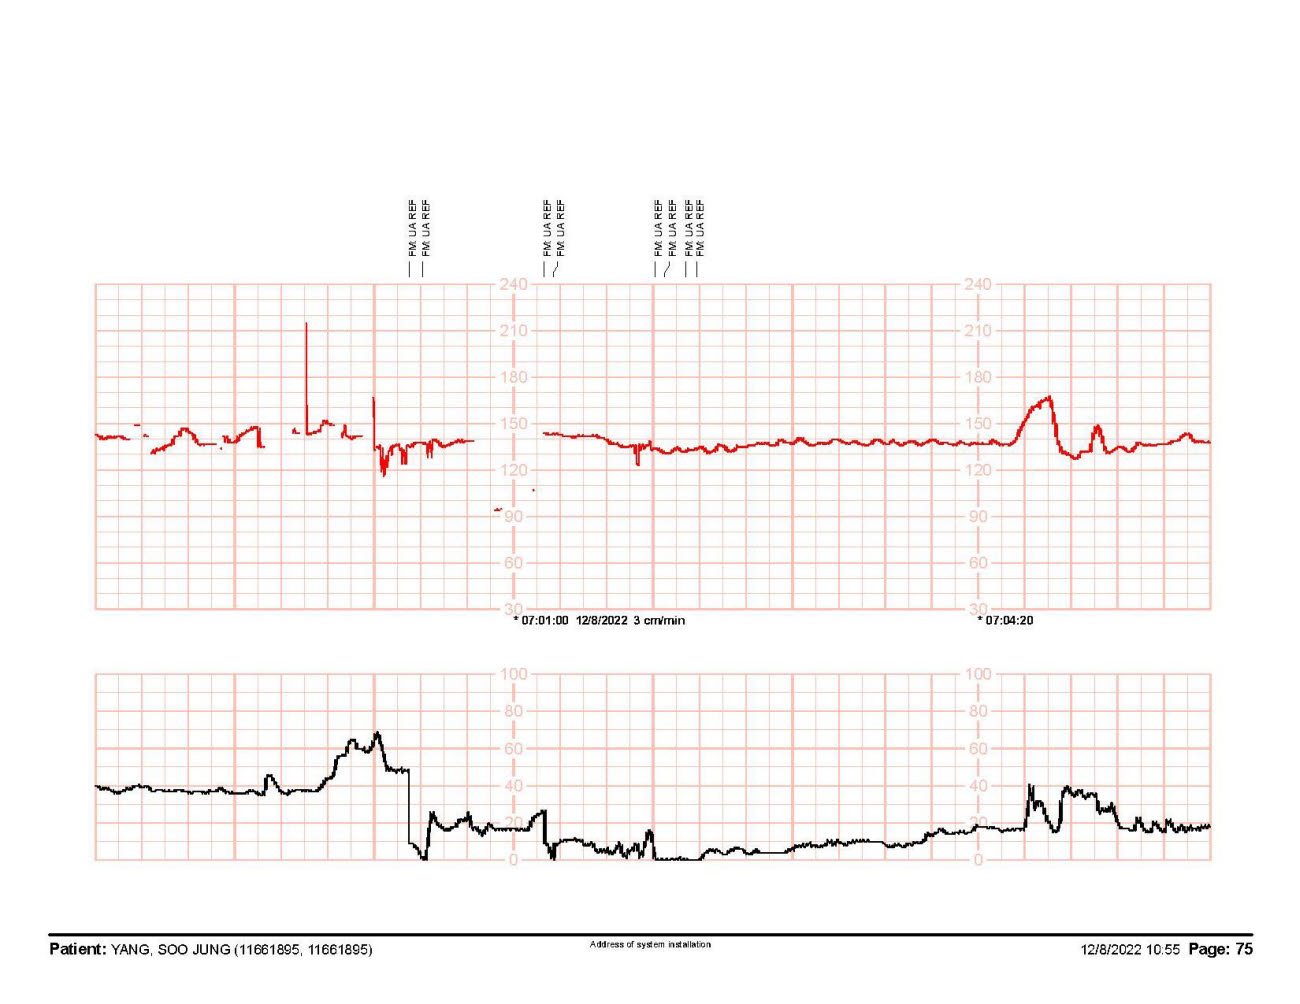 FM: UA REF
FM: UA REF
FM: UA REF
FM: UA REF
FM: UA REF
FM: UA REF
FM: UA REF
FM: UA REF
240 240
210 210
180 180
150 150
120 120
90 90
60 60
30 30
* 07:01:00 12/8/2022 3 cm/min * 07:04:20
100 100
80 80
60 60
40 40
20 20
0 0
Patient: YANG, SOO JUNG (11661895, 11661895) Address of system installation 12/8/2022 10:55 Page: 75